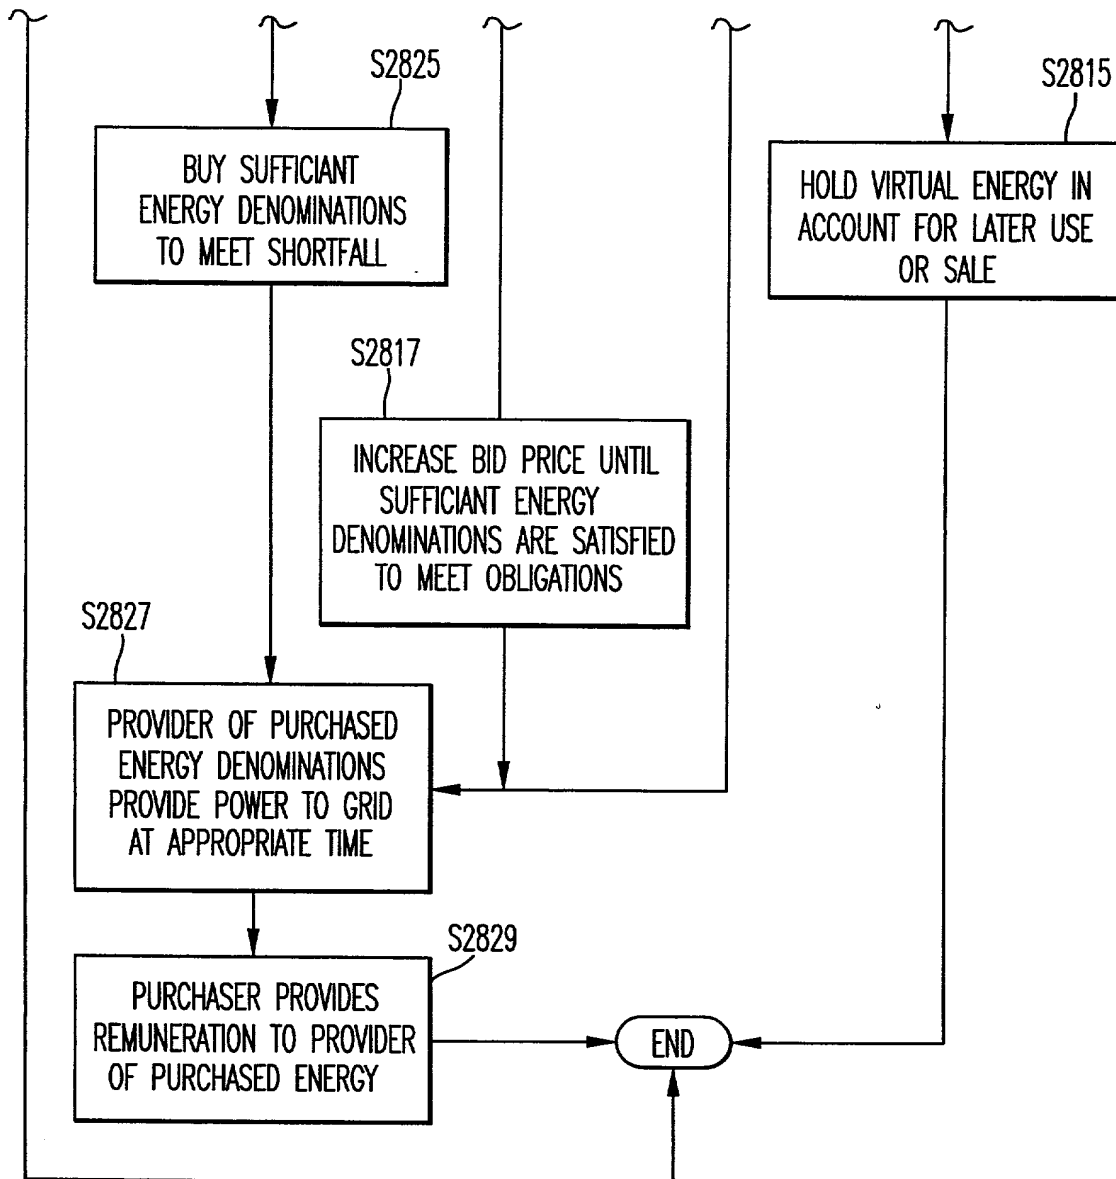 S2825
BUY SUFFICIANT
ENERGY DENOMINATIONS
TO MEET SHORTFALL
S2815
HOLD VIRTUAL ENERGY IN
ACCOUNT FOR LATER USE
OR SALE
S2817
INCREASE BID PRICE UNTIL
SUFFICIANT ENERGY
DENOMINATIONS ARE SATISFIED
TO MEET OBLIGATIONS
S2827
PROVIDER OF PURCHASED
ENERGY DENOMINATIONS
PROVIDE POWER TO GRID
AT APPROPRIATE TIME
S2829
PURCHASER PROVIDES
REMUNERATION TO PROVIDER
OF PURCHASED ENERGY
END